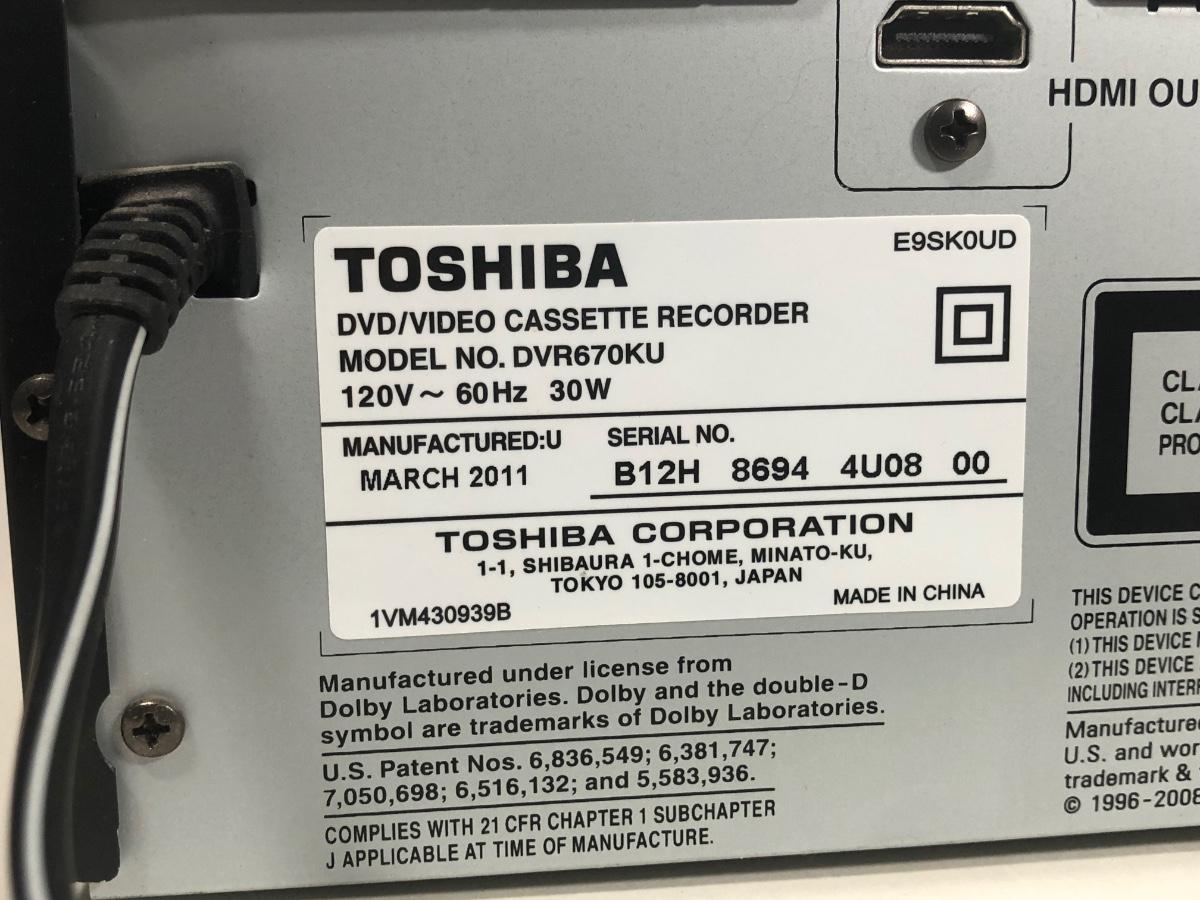 HDMI OU
E9SK0UD
TOSHIBA
DVD/VIDEO CASSETTE RECORDER
MODEL NO. DVR670KU
120V ~ 60Hz 30W
MANUFACTURED:U
MARCH 2011
SERIAL NO.
B12H 8694 4U08 00
TOSHIBA CORPORATION
1-1, SHIBAURA 1-CHOME, MINATO-KU,
TOKYO 105-8001, JAPAN
1VM430939B
MADE IN CHINA
Manufactured under license from
Dolby Laboratories. Dolby and the double-D
symbol are trademarks of Dolby Laboratories.
U.S. Patent Nos. 6,836,549; 6,381,747;
7,050,698; 6,516,132; and 5,583,936.
COMPLIES WITH 21 CFR CHAPTER 1 SUBCHAPTER
J APPLICABLE AT TIME OF MANUFACTURE.
CLA
CLA
PRO
THIS DEVICE C
OPERATION IS S
(1) THIS DEVICE
(2) THIS DEVICE
INCLUDING INTERF
Manufactured
U.S. and wor
trademark &
© 1996-2008